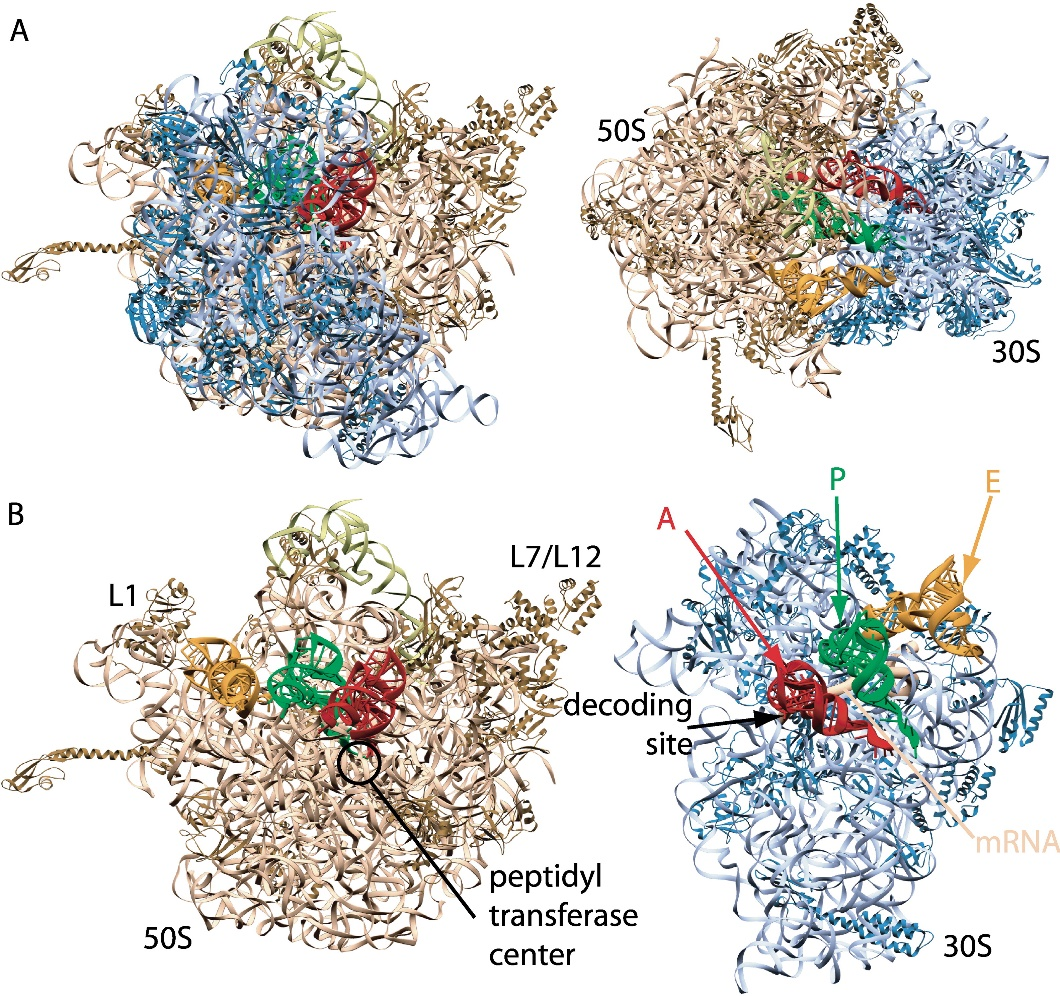 A
50S
30S
B
L1
L7/L12
50S
peptidyl
transferase
center
A
P
E
decoding
site
mRNA
30S